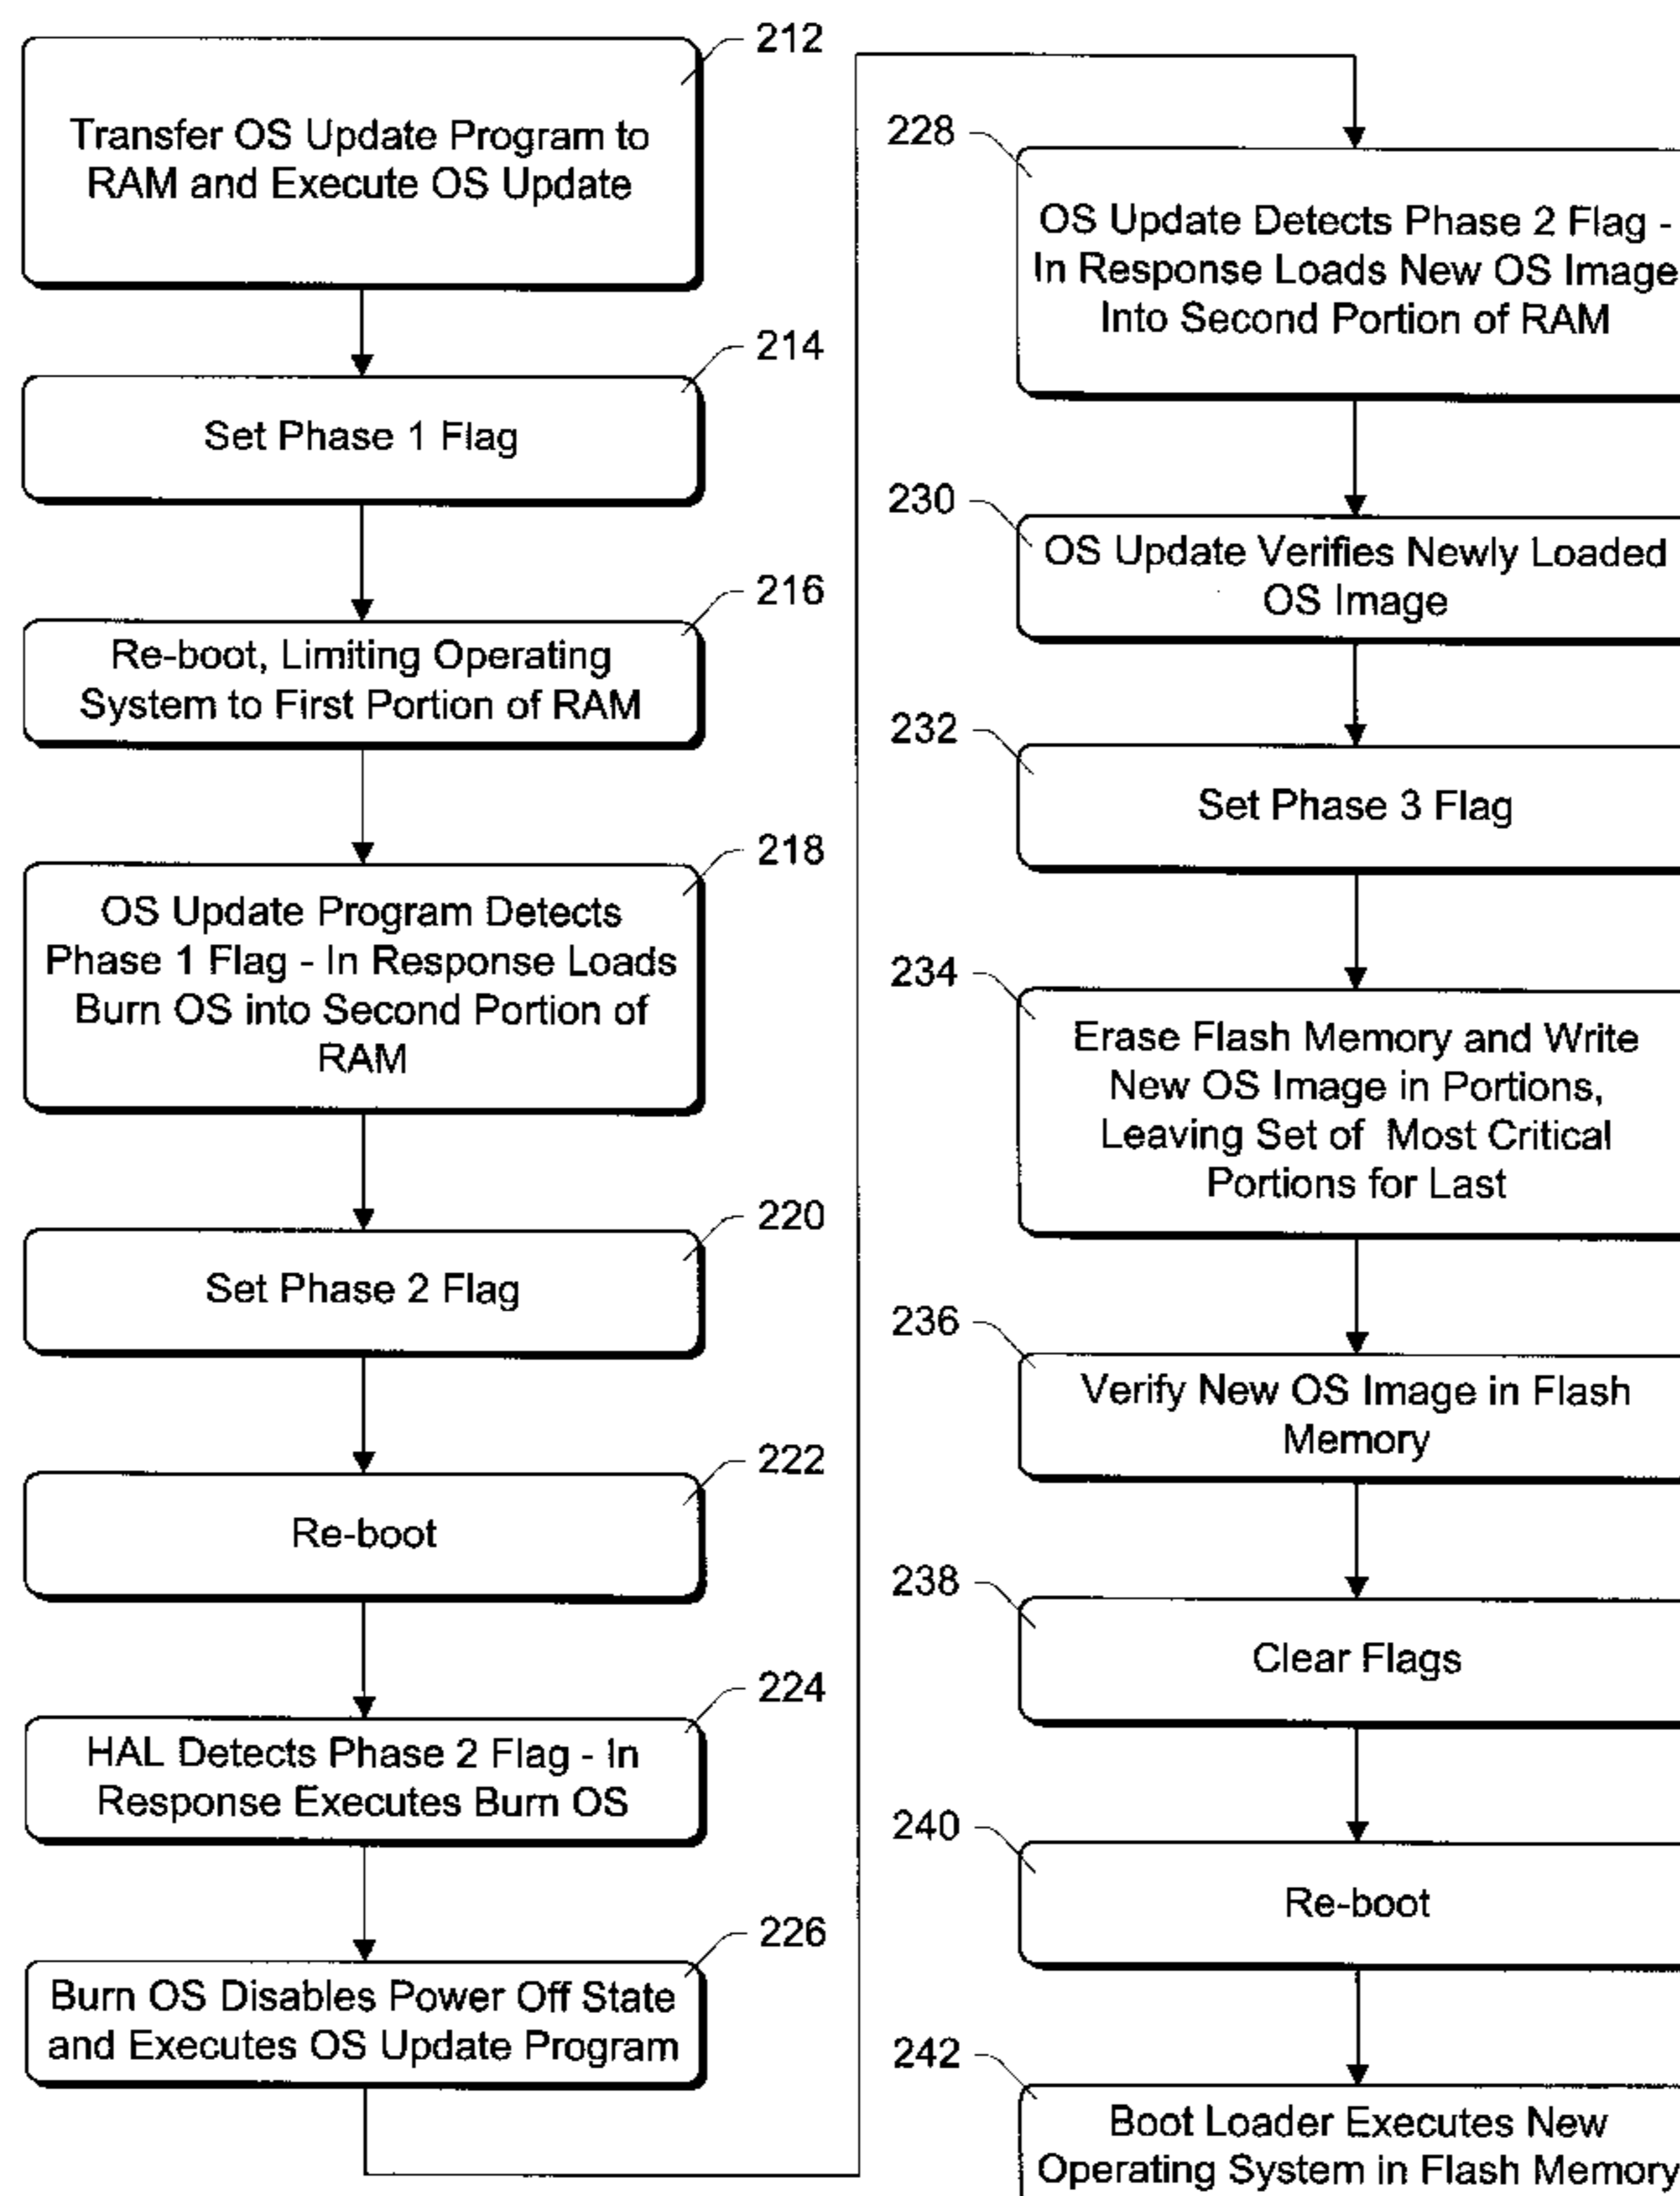 212
Transfer OS Update Program to
RAM and Execute OS Update
214
Set Phase 1 Flag
216
Re-boot, Limiting Operating
System to First Portion of RAM
218
OS Update Program Detects
Phase 1 Flag - In Response Loads
Burn OS into Second Portion of
RAM
220
Set Phase 2 Flag
222
Re-boot
224
HAL Detects Phase 2 Flag - In
Response Executes Burn OS
226
Burn OS Disables Power Off State
and Executes OS Update Program
228
OS Update Detects Phase 2 Flag -
In Response Loads New OS Image
Into Second Portion of RAM
230
OS Update Verifies Newly Loaded
OS Image
232
Set Phase 3 Flag
234
Erase Flash Memory and Write
New OS Image in Portions,
Leaving Set of Most Critical
Portions for Last
236
Verify New OS Image in Flash
Memory
238
Clear Flags
240
Re-boot
242
Boot Loader Executes New
Operating System in Flash Memory